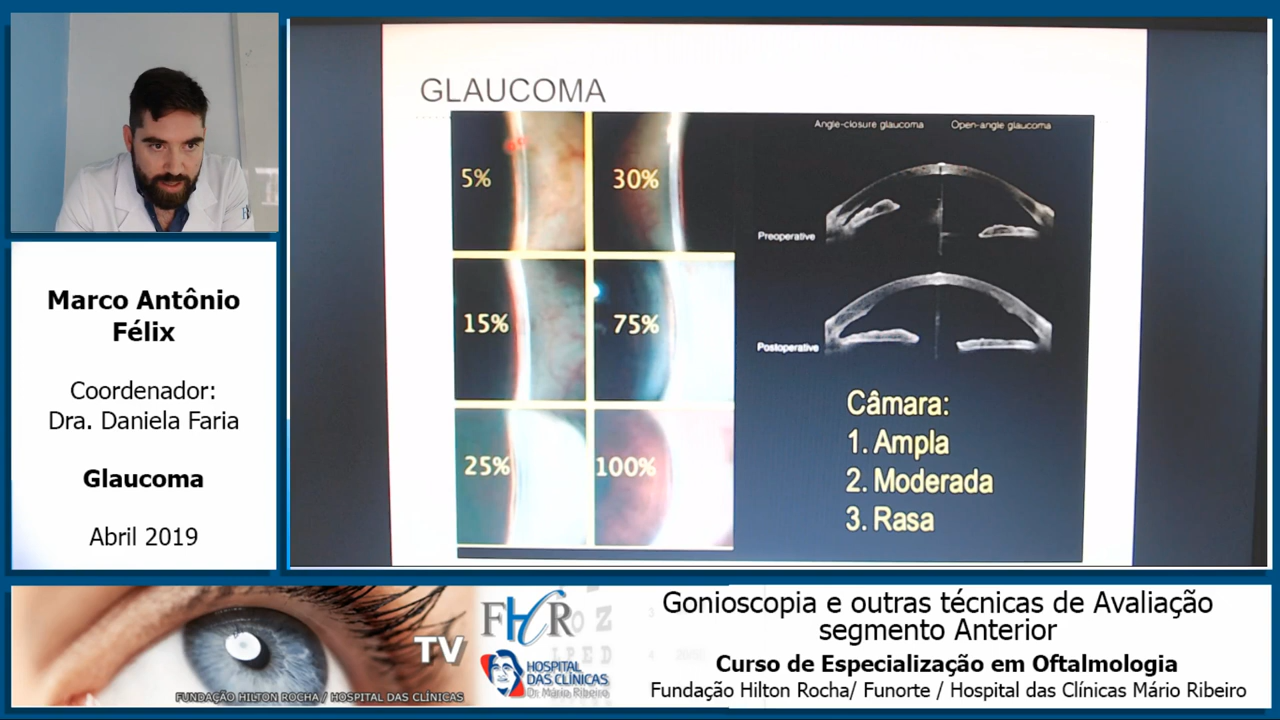 GLAUCOMA
5%
30%
15%
75%
25%
100%
Angle-closure glaucoma
Open-angle glaucoma
Preoperative
Postoperative
Câmara:
1. Ampla
2. Moderada
3. Rasa
Marco Antônio
Félix
Coordenador:
Dra. Daniela Faria
Glaucoma
Abril 2019
TV
FUNDAÇÃO HILTON ROCHA / HOSPITAL DAS CLÍNICAS
FHR
HOSPITAL
DAS CLÍNICAS
Dr Mário Ribeiro
Gonioscopia e outras técnicas de Avaliação
segmento Anterior
Curso de Especialização em Oftalmologia
Fundação Hilton Rocha/ Funorte / Hospital das Clínicas Mário Ribeiro